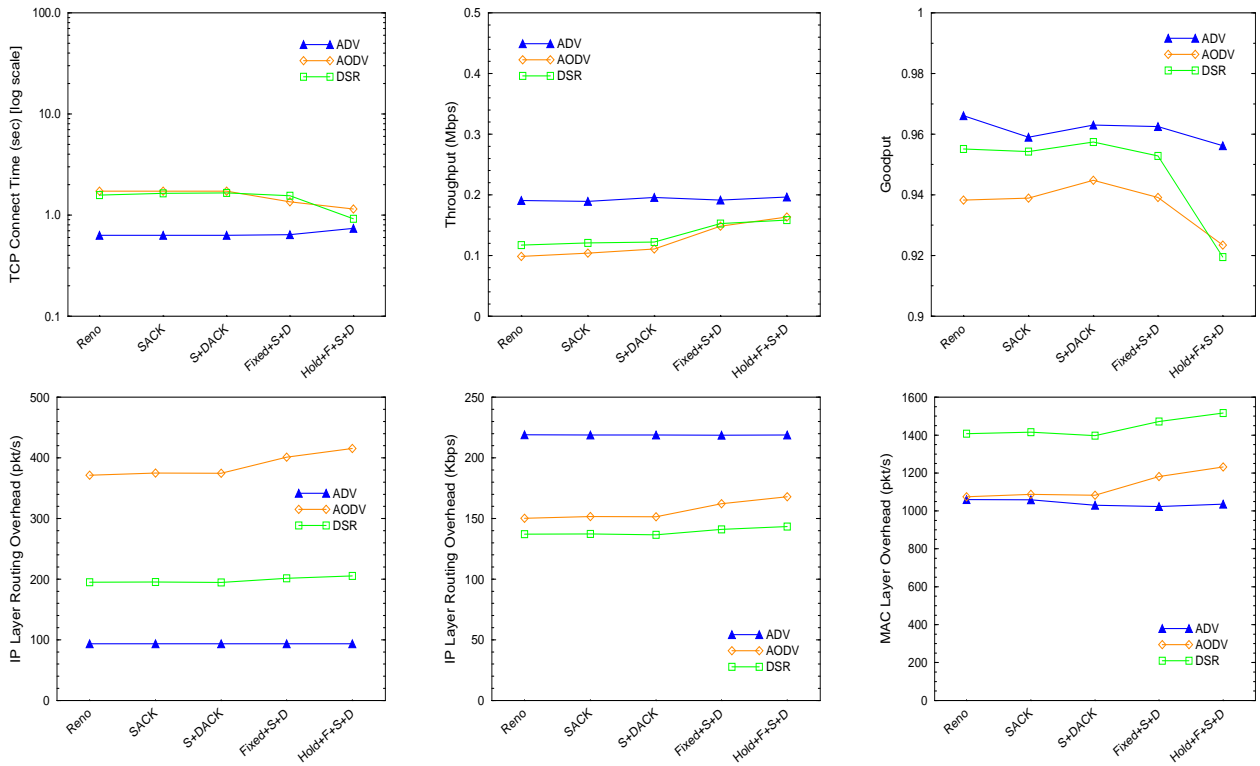 TCP Connect Time (sec) [log scale]
100.0
10.0
1.0
0.1
ADV
AODV
DSR
Reno
SACK
S+DACK
Fixed+S+D
Hold+F+S+D
Throughput (Mbps)
0.5
0.4
0.3
0.2
0.1
0
ADV
AODV
DSR
Reno
SACK
S+DACK
Fixed+S+D
Hold+F+S+D
Goodput
1
0.98
0.96
0.94
0.92
0.9
ADV
AODV
DSR
Reno
SACK
S+DACK
Fixed+S+D
Hold+F+S+D
IP Layer Routing Overhead (pkt/s)
500
400
300
200
100
0
ADV
AODV
DSR
Reno
SACK
S+DACK
Fixed+S+D
Hold+F+S+D
IP Layer Routing Overhead (Kbps)
250
200
150
100
50
0
ADV
AODV
DSR
Reno
SACK
S+DACK
Fixed+S+D
Hold+F+S+D
MAC Layer Overhead (pkt/s)
1600
1400
1200
1000
800
600
400
200
0
ADV
AODV
DSR
Reno
SACK
S+DACK
Fixed+S+D
Hold+F+S+D